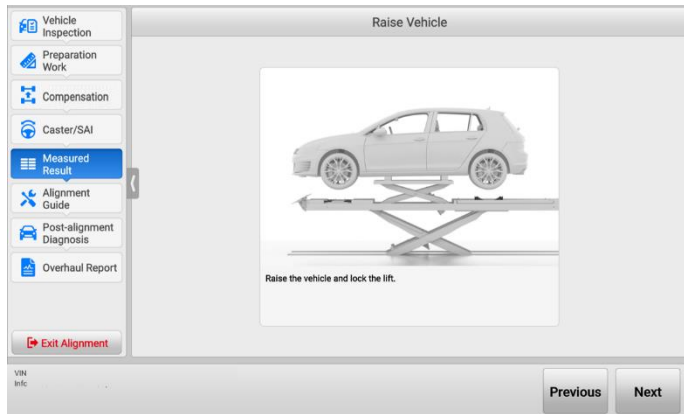 Raise Vehicle
Vehicle
Inspection
Preparation
Work
Compensation
Caster/SAI
Measured
Result
Alignment
Guide
Post-alignment
Diagnosis
Overhaul Report
Exit Alignment
Raise the vehicle and lock the lift.
VIN
Info
Previous
Next